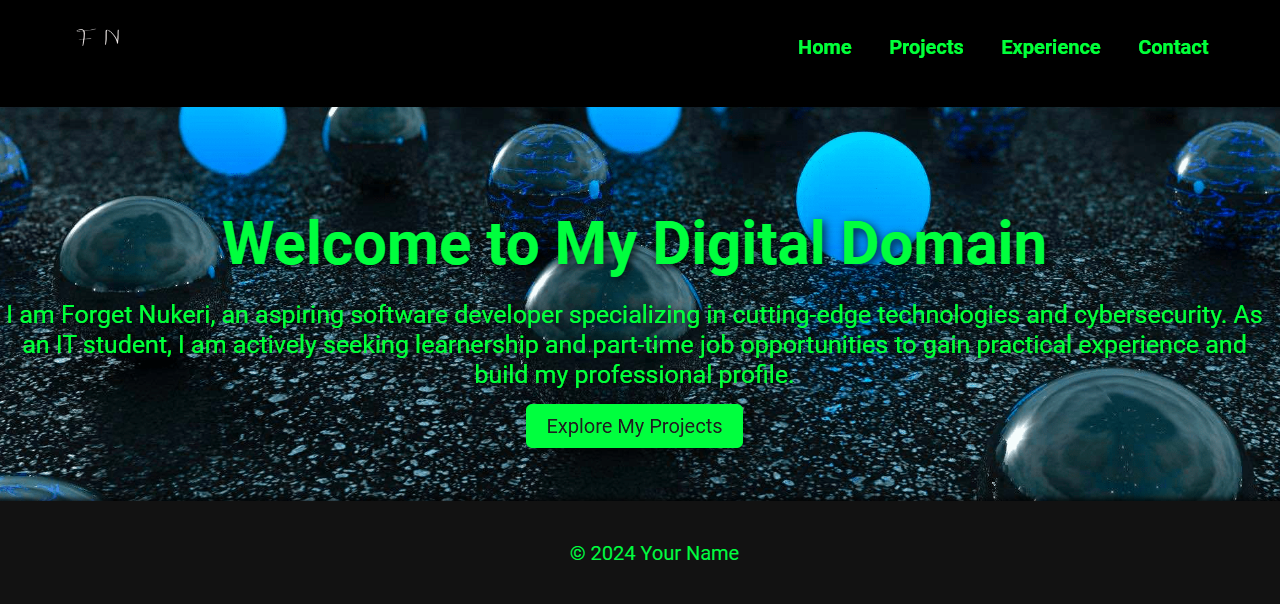 F N
Home Projects Experience Contact
Welcome to My Digital Domain
I am Forget Nukeri, an aspiring software developer specializing in cutting-edge technologies and cybersecurity. As
an IT student, I am actively seeking learnership and part-time job opportunities to gain practical experience and
build my professional profile.
Explore My Projects
© 2024 Your Name